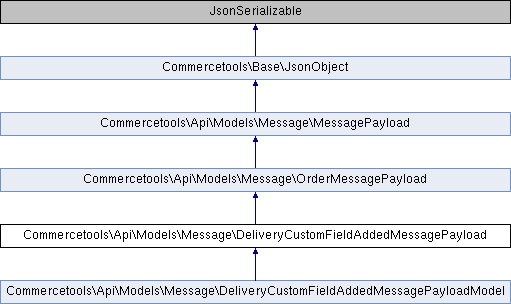 JsonSerializable
Commercetools\Base\JsonObject
Commercetools\Api\Models\Message\MessagePayload
Commercetools\Api\Models\Message\OrderMessagePayload
Commercetools\Api\Models\Message\DeliveryCustomFieldAddedMessagePayload
Commercetools\Api\Models\Message\DeliveryCustomFieldAddedMessagePayloadModel